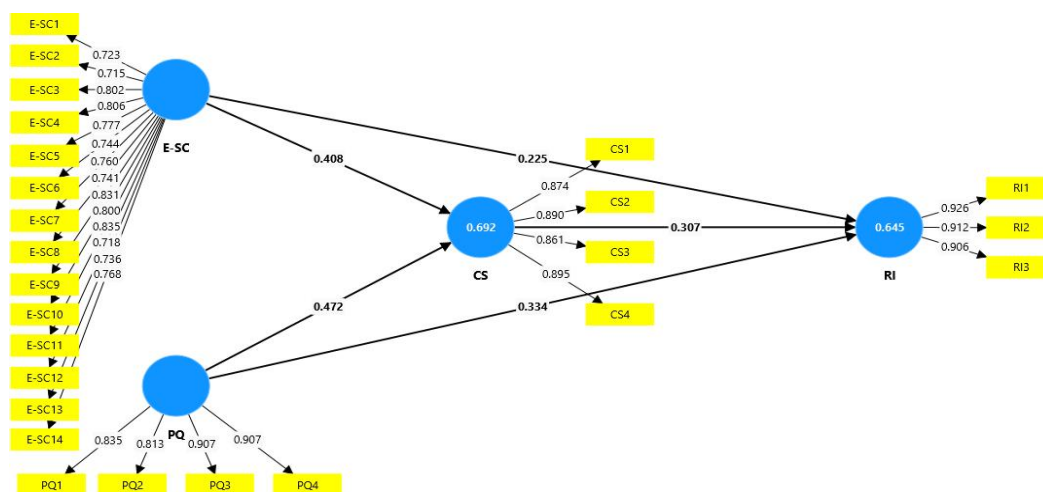 E-SC1
E-SC2
E-SC3
E-SC4
E-SC5
E-SC6
E-SC7
E-SC8
E-SC9
E-SC10
E-SC11
E-SC12
E-SC13
E-SC14
0.723
0.715
0.802
0.806
0.777
0.744
0.760
0.741
0.831
0.800
0.835
0.718
0.736
0.768
E-SC
0.408
0.225
0.472
0.334
0.307
0.692
CS
0.874
0.890
0.861
0.895
CS1
CS2
CS3
CS4
0.645
RI
0.926
0.912
0.906
RI1
RI2
RI3
PQ
0.835
0.813
0.907
0.907
PQ1
PQ2
PQ3
PQ4